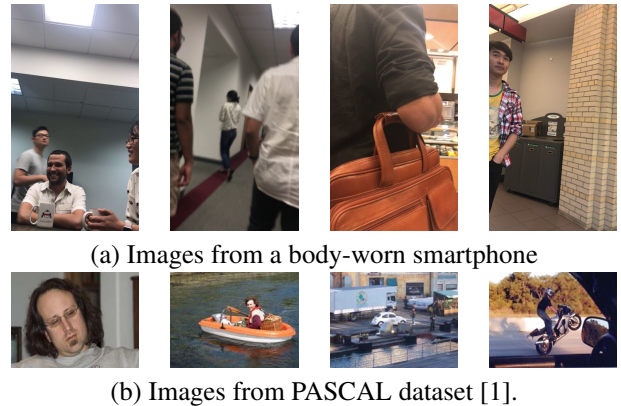 (a) Images from a body-worn smartphone
(b) Images from PASCAL dataset [1].